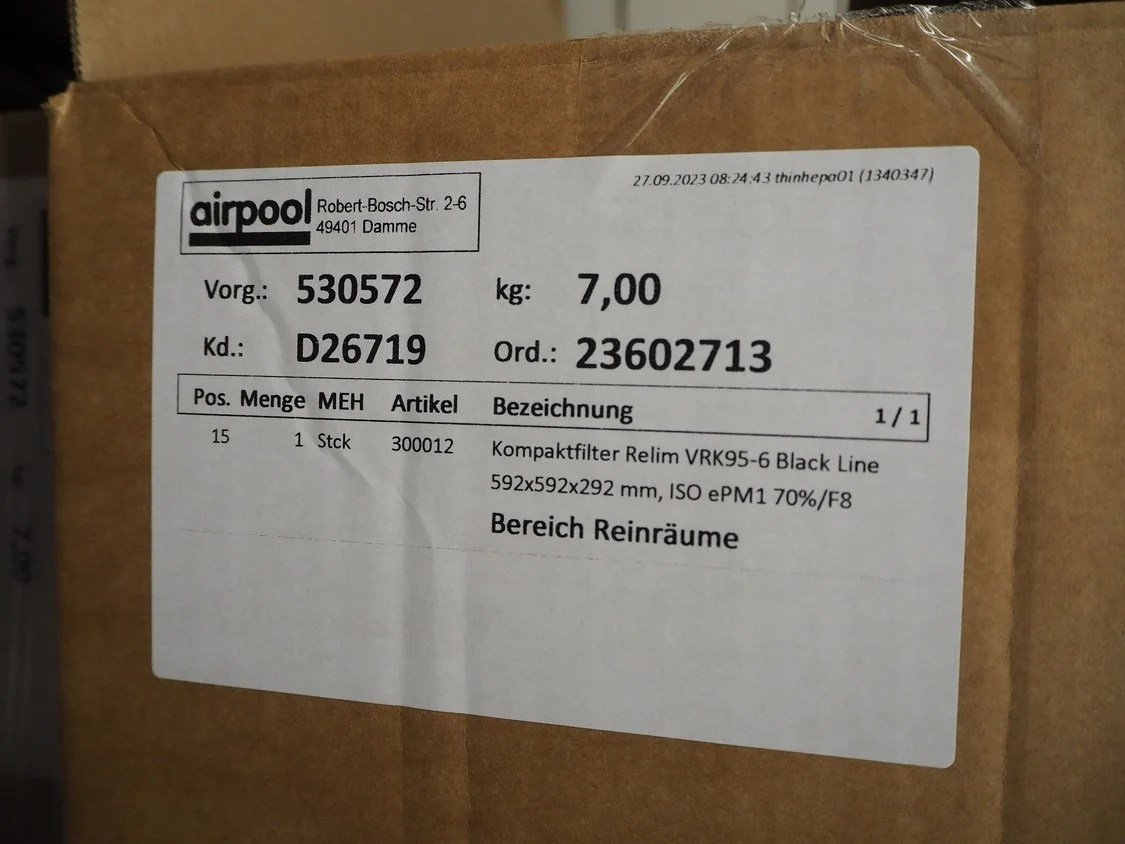 27.09.2023 08:24:43 thinhepa01 (1340347)
airpool Robert-Bosch-Str. 2-6
49401 Damme
Vorg.: 530572 kg: 7,00
Kd.: D26719 Ord.: 23602713
Pos. Menge MEH Artikel Bezeichnung 1 / 1
15 1 Stck 300012 Kompaktfilter Relim VRK95-6 Black Line
592x592x292 mm, ISO ePM1 70%/F8
Bereich Reinräume